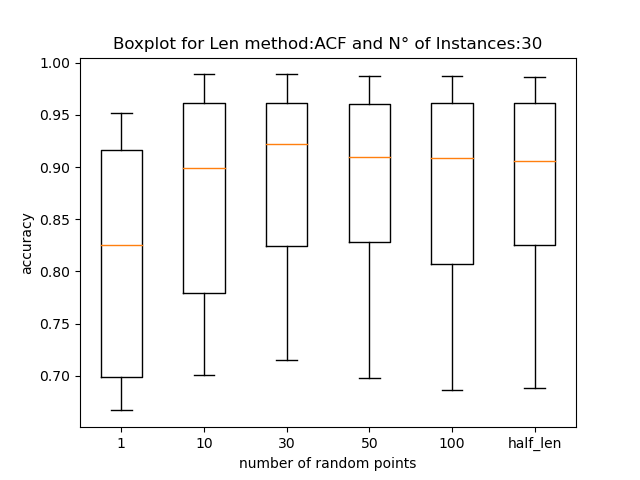 Boxplot for Len method:ACF and N° of Instances:30
1.00
0.95
0.90
0.85
0.80
0.75
0.70
accuracy
1 10 30 50 100 half_len
number of random points